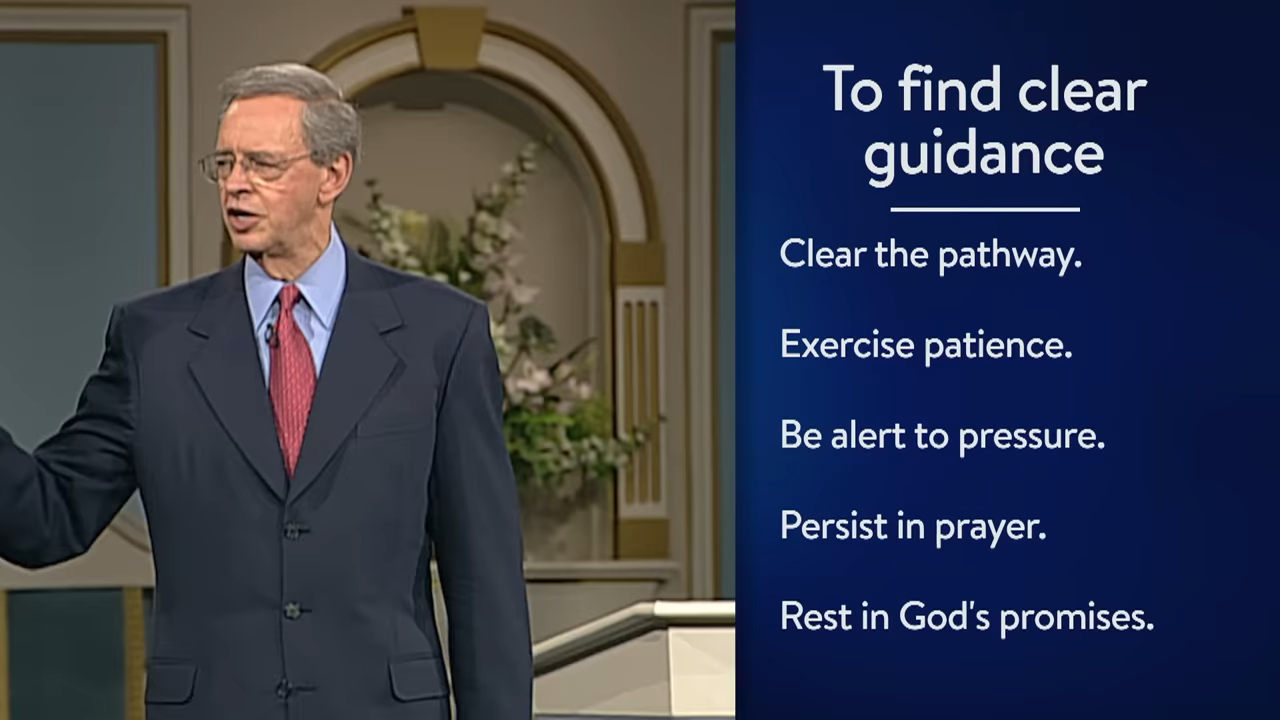 To find clear
guidance
Clear the pathway.
Exercise patience.
Be alert to pressure.
Persist in prayer.
Rest in God's promises.